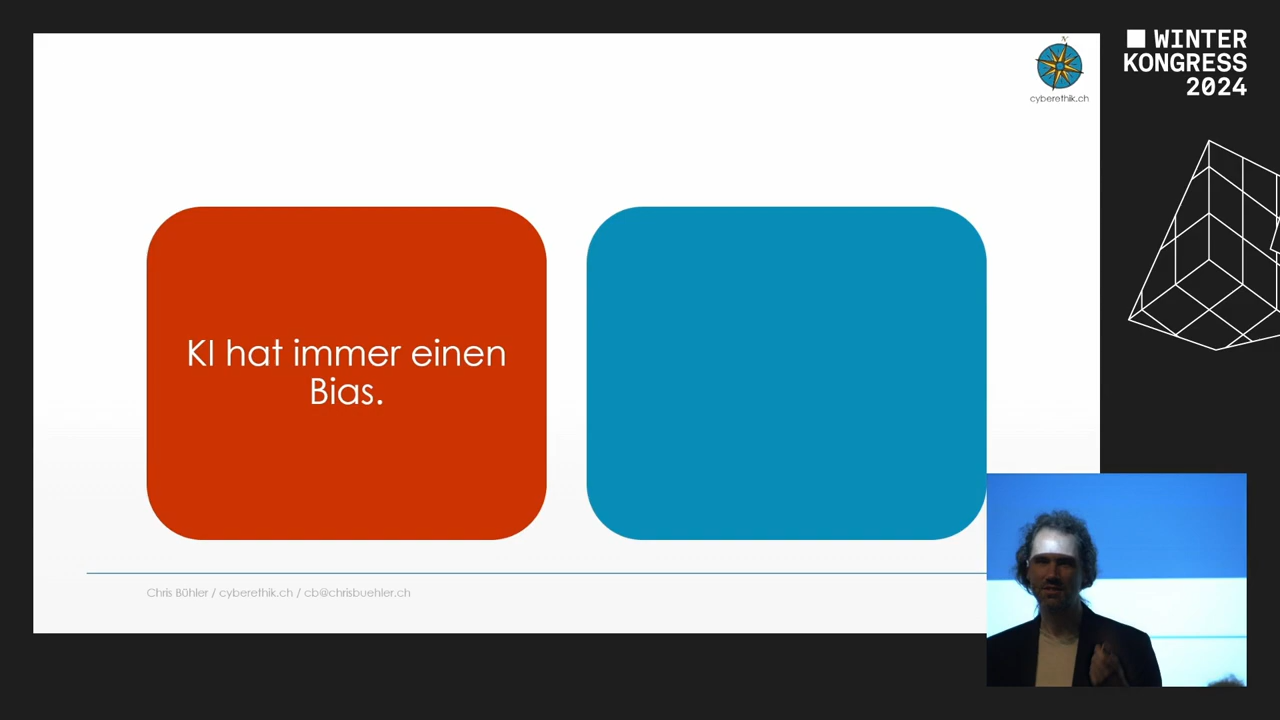 WINTER
KONGRESS
2024
N
cyberethik.ch
KI hat immer einen
Bias.
Chris Bühler / cyberethik.ch / cb@chrisbuehler.ch